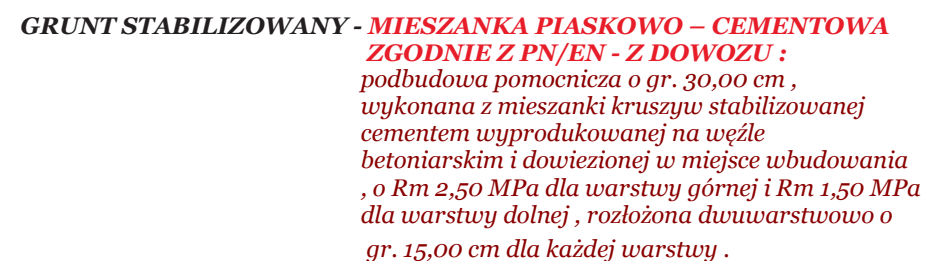 GRUNT STABILIZOWANY - MIESZANKA PIASKOWO – CEMENTOWA
ZGODNIE Z PN/EN - Z DOWOZU :
podbudowa pomocnicza o gr. 30,00 cm ,
wykonana z mieszanki kruszyw stabilizowanej
cementem wyprodukowanej na węźle
betoniarskim i dowiezionej w miejsce wbudowania
, o Rm 2,50 MPa dla warstwy górnej i Rm 1,50 MPa
dla warstwy dolnej , rozłożona dwuwarstwowo o
gr. 15,00 cm dla każdej warstwy .